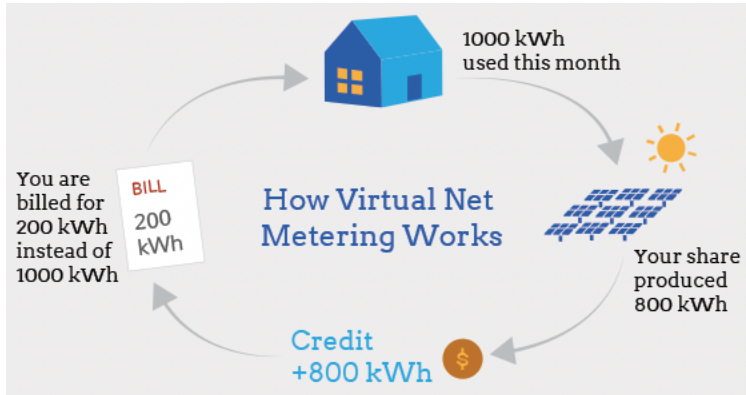 1000 kWh
used this month
How Virtual Net
Metering Works
Your share
produced
800 kWh
Credit
+800 kWh
$
You are
billed for
200 kWh
instead of
1000 kWh
BILL
200
kWh